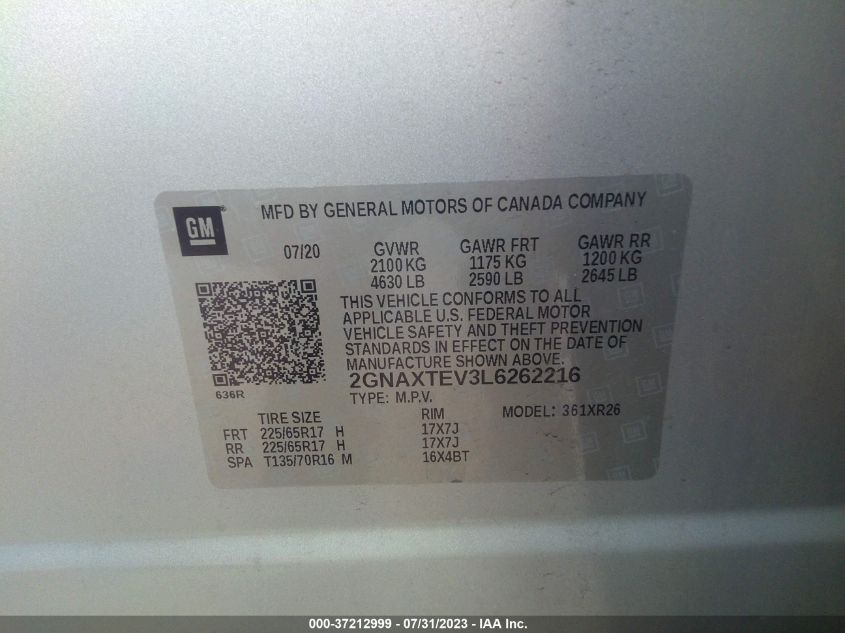 GM
MFD BY GENERAL MOTORS OF CANADA COMPANY
07/20 GVWR GAWR FRT GAWR RR
2100 KG 1175 KG 1200 KG
4630 LB 2590 LB 2645 LB
THIS VEHICLE CONFORMS TO ALL
APPLICABLE U.S. FEDERAL MOTOR
VEHICLE SAFETY AND THEFT PREVENTION
STANDARDS IN EFFECT ON THE DATE OF
MANUFACTURE SHOWN ABOVE.
2GNAXTEV3L6262216
636R
TYPE: M.P.V. MODEL: 361XR26
TIRE SIZE RIM
FRT 225/65R17 H 17X7J
RR 225/65R17 H 17X7J
SPA T135/70R16 M 16X4BT
000-37212999 - 07/31/2023 - IAA Inc.